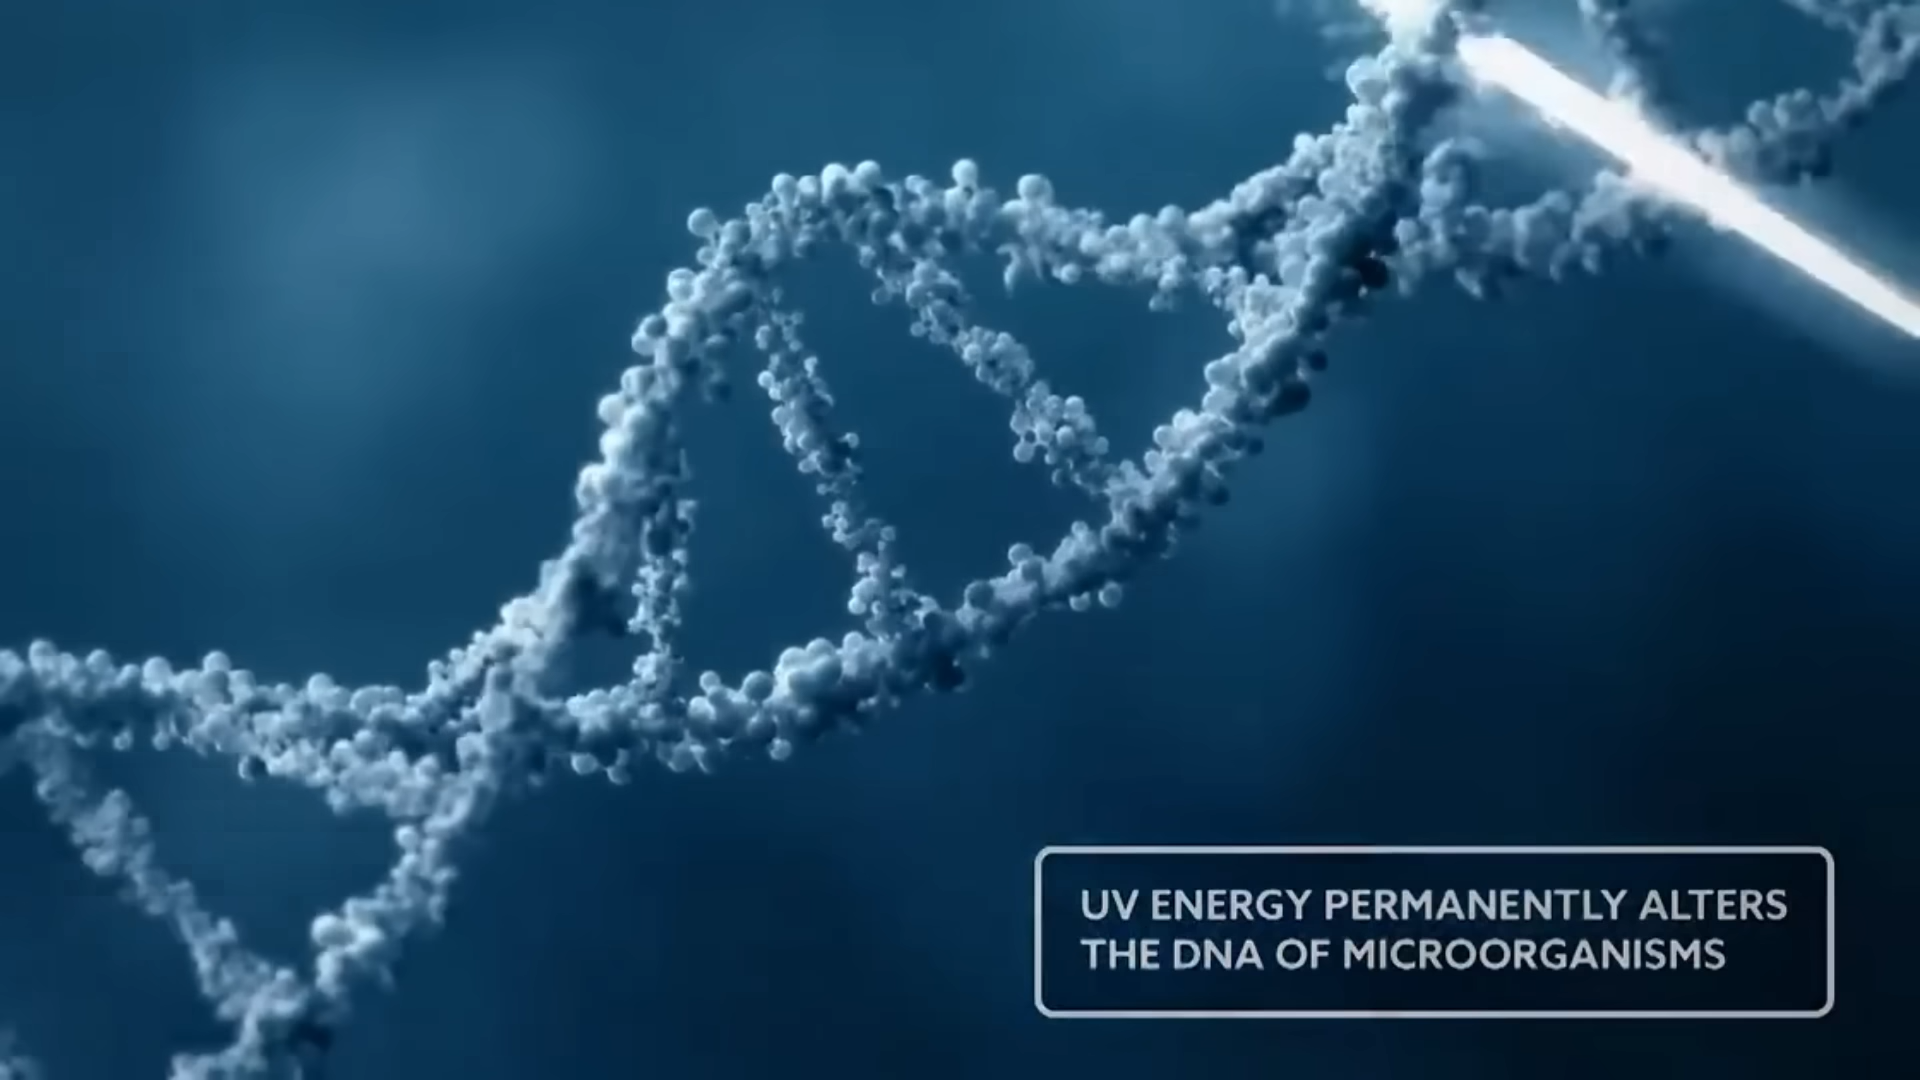 UV ENERGY PERMANENTLY ALTERS
THE DNA OF MICROORGANISMS